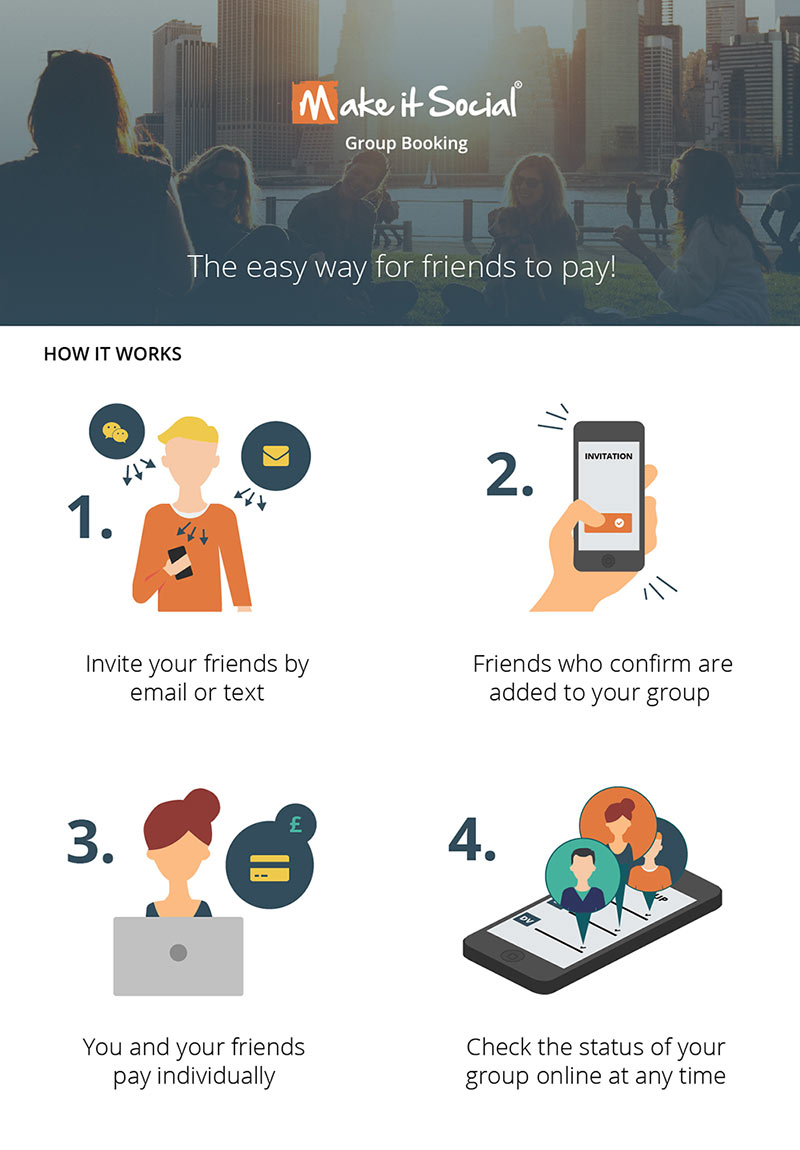 Make it Social®
Group Booking
The easy way for friends to pay!
HOW IT WORKS
1.
Invite your friends by
email or text
2.
INVITATION
Friends who confirm are
added to your group
3.
£
You and your friends
pay individually
4.
DV
UP
Check the status of your
group online at any time